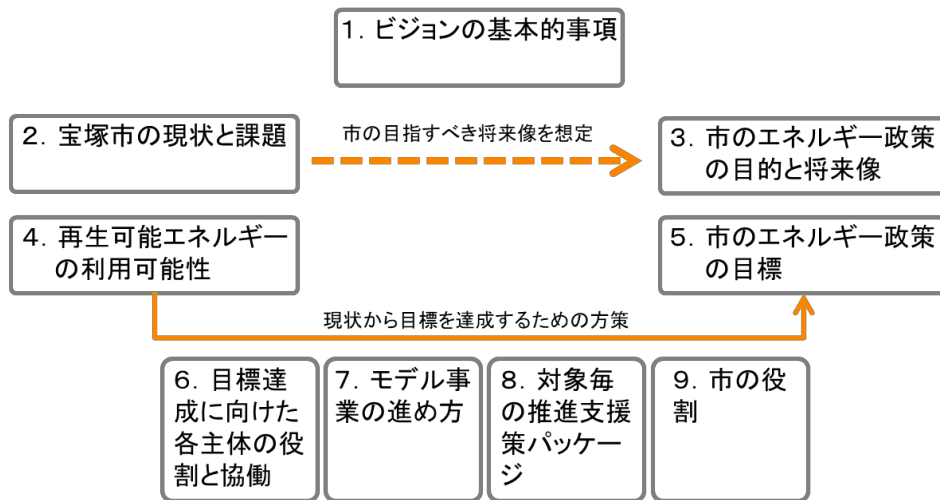 1．ビジョンの基本的事項
2．宝塚市の現状と課題
市の目指すべき将来像を想定
3．市のエネルギー政策
の目的と将来像
4．再生可能エネルギー
の利用可能性
5．市のエネルギー政策
の目標
現状から目標を達成するための方策
6．目標達
成に向けた
各主体の役
割と協働
7．モデル事
業の進め方
8．対象毎
の推進支援
策パッケー
ジ
9．市の役
割